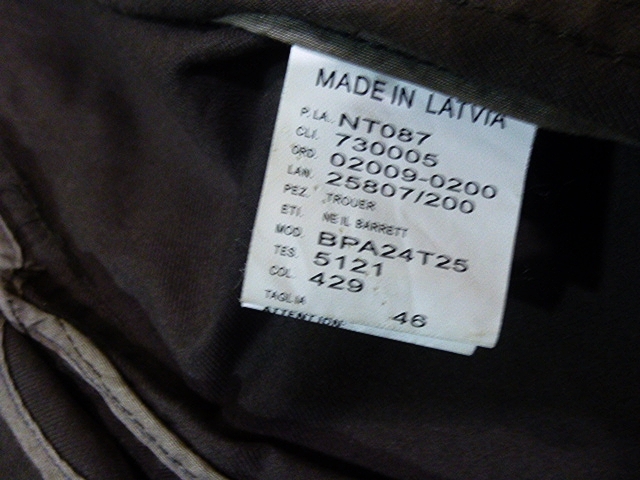 MADE IN LATVIA
P.LA. NT087
CLI. 730005
ORD. 02009-0200
LAN. 25807/200
PEZ. TROUER
ETI. NEIL BARRETT
MOD. BPA24T25
TES. 5121
COL. 429
TAGLIA 46
ATTENTION: